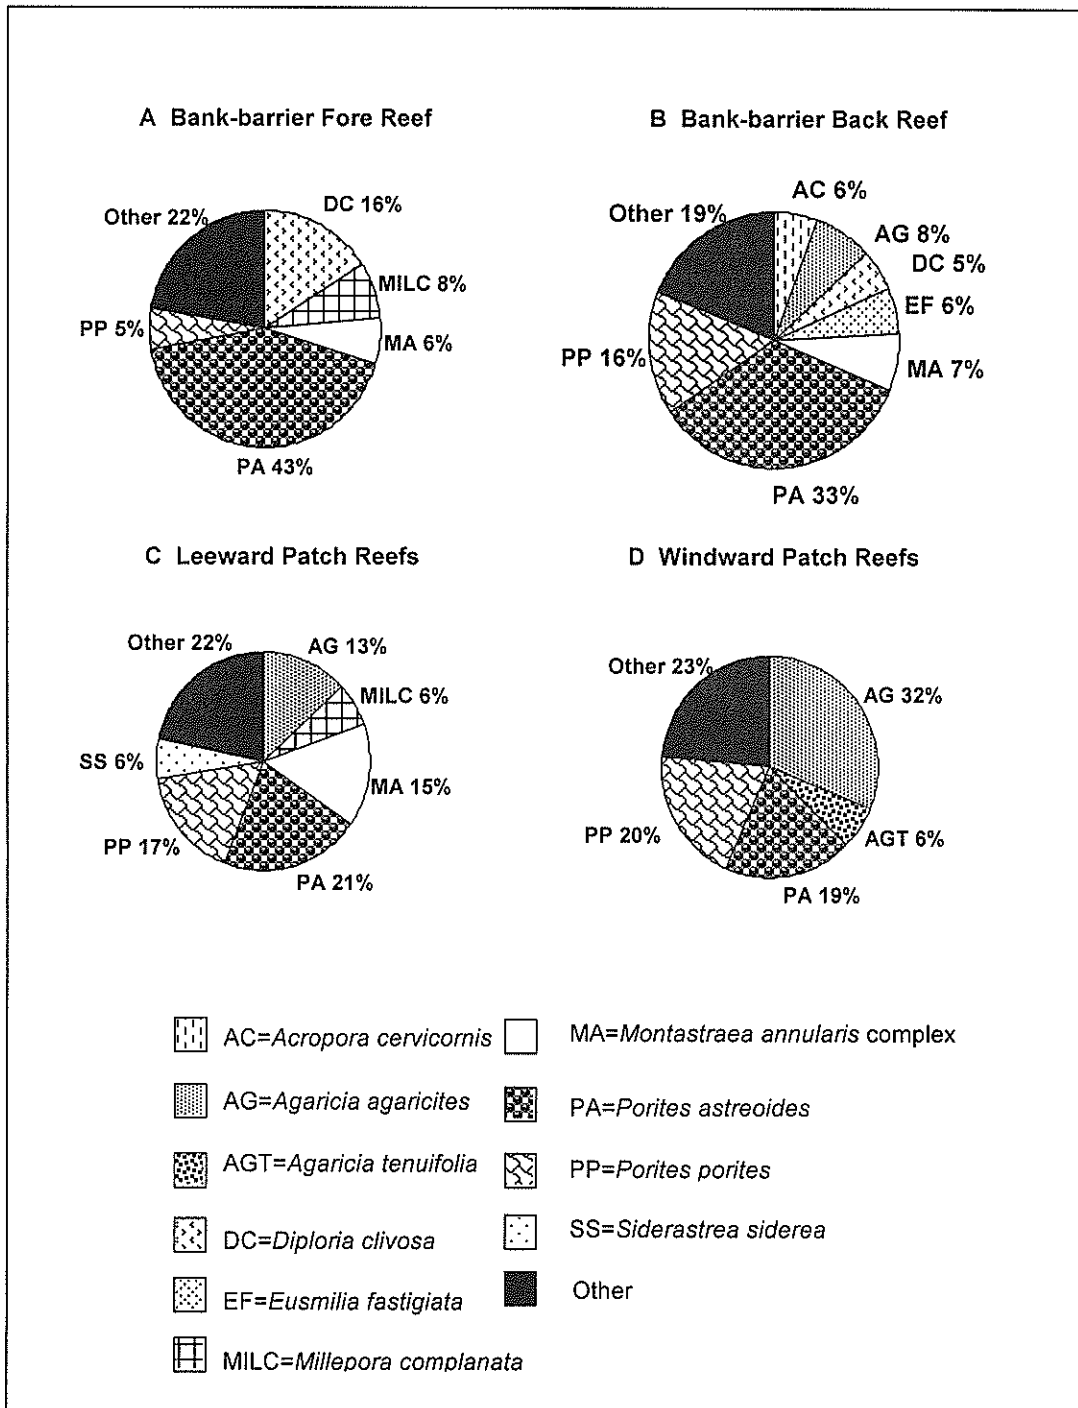 A Bank-barrier Fore Reef
DC 16%
MILC 8%
MA 6%
PA 43%
PP 5%
Other 22%
B Bank-barrier Back Reef
AC 6%
AG 8%
DC 5%
EF 6%
MA 7%
PA 33%
PP 16%
Other 19%
C Leeward Patch Reefs
AG 13%
MILC 6%
MA 15%
PA 21%
PP 17%
SS 6%
Other 22%
D Windward Patch Reefs
AG 32%
AGT 6%
PA 19%
PP 20%
Other 23%
AC=Acropora cervicornis
AG=Agaricia agaricites
AGT=Agaricia tenuifolia
DC=Diploria clivosa
EF=Eusmilia fastigiata
MILC=Millepora complanata
MA=Montastraea annularis complex
PA=Porites astreoides
PP=Porites porites
SS=Siderastrea siderea
Other